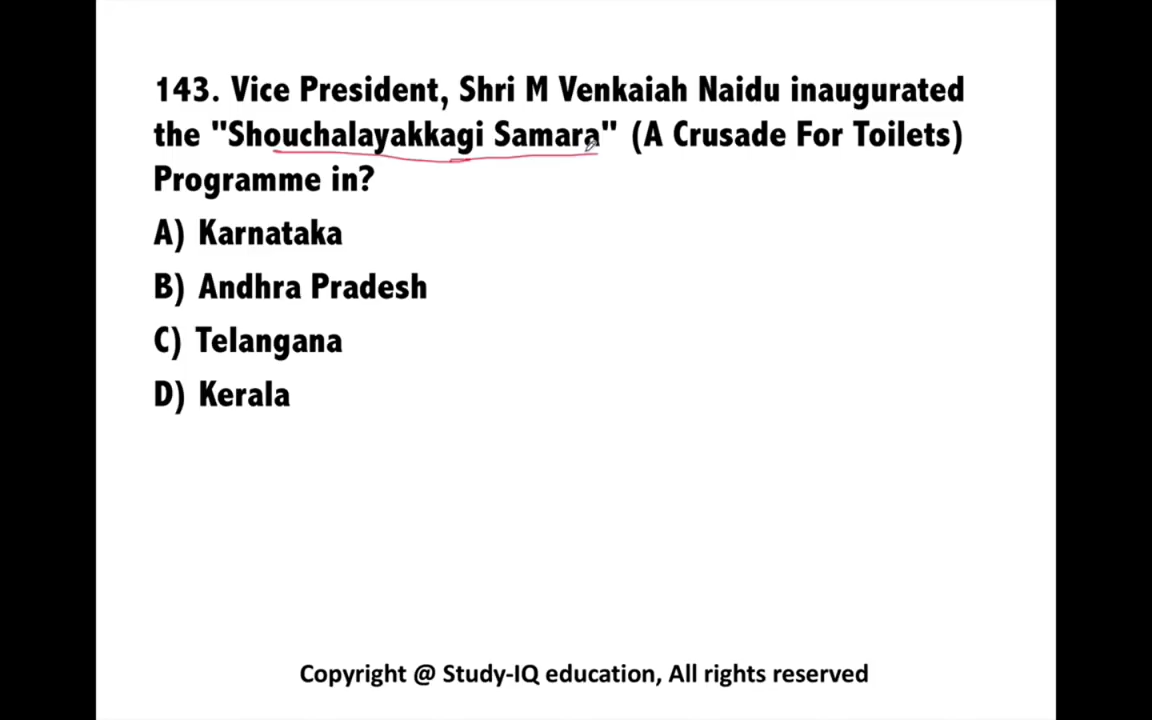 143. Vice President, Shri M Venkaiah Naidu inaugurated
the "Shouchalayakkagi Samara" (A Crusade For Toilets)
Programme in?
A) Karnataka
B) Andhra Pradesh
C) Telangana
D) Kerala
Copyright @ Study-IQ education, All rights reserved